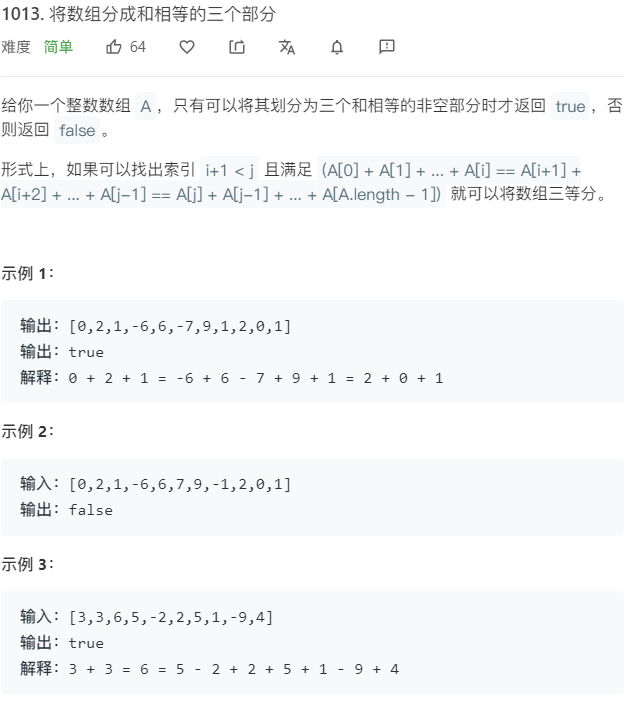 1013. 将数组分成和相等的三个部分
难度 简单 64
给你一个整数数组 A ，只有可以将其划分为三个和相等的非空部分时才返回 true ，否
则返回 false 。
形式上，如果可以找出索引 i+1 < j 且满足 (A[0] + A[1] + ... + A[i] == A[i+1] +
A[i+2] + ... + A[j-1] == A[j] + A[j-1] + ... + A[A.length - 1]) 就可以将数组三等分。
示例 1：
输出：[0,2,1,-6,6,-7,9,1,2,0,1]
输出：true
解释：0 + 2 + 1 = -6 + 6 - 7 + 9 + 1 = 2 + 0 + 1
示例 2：
输入：[0,2,1,-6,6,7,9,-1,2,0,1]
输出：false
示例 3：
输入：[3,3,6,5,-2,2,5,1,-9,4]
输出：true
解释：3 + 3 = 6 = 5 - 2 + 2 + 5 + 1 - 9 + 4